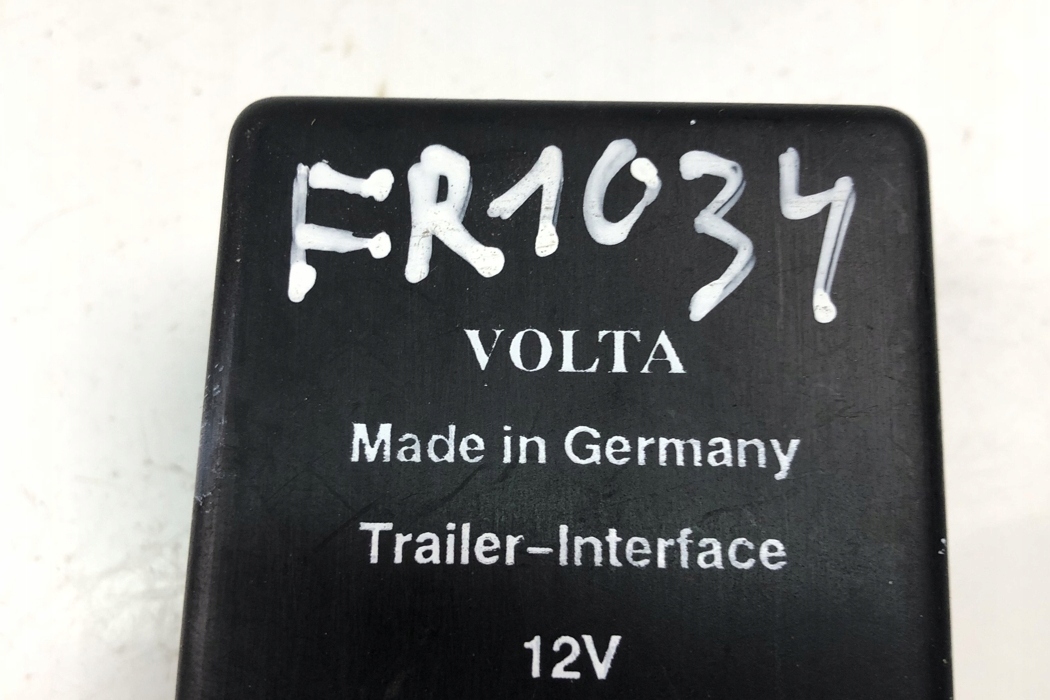 FR1034
VOLTA
Made in Germany
Trailer-Interface
12V